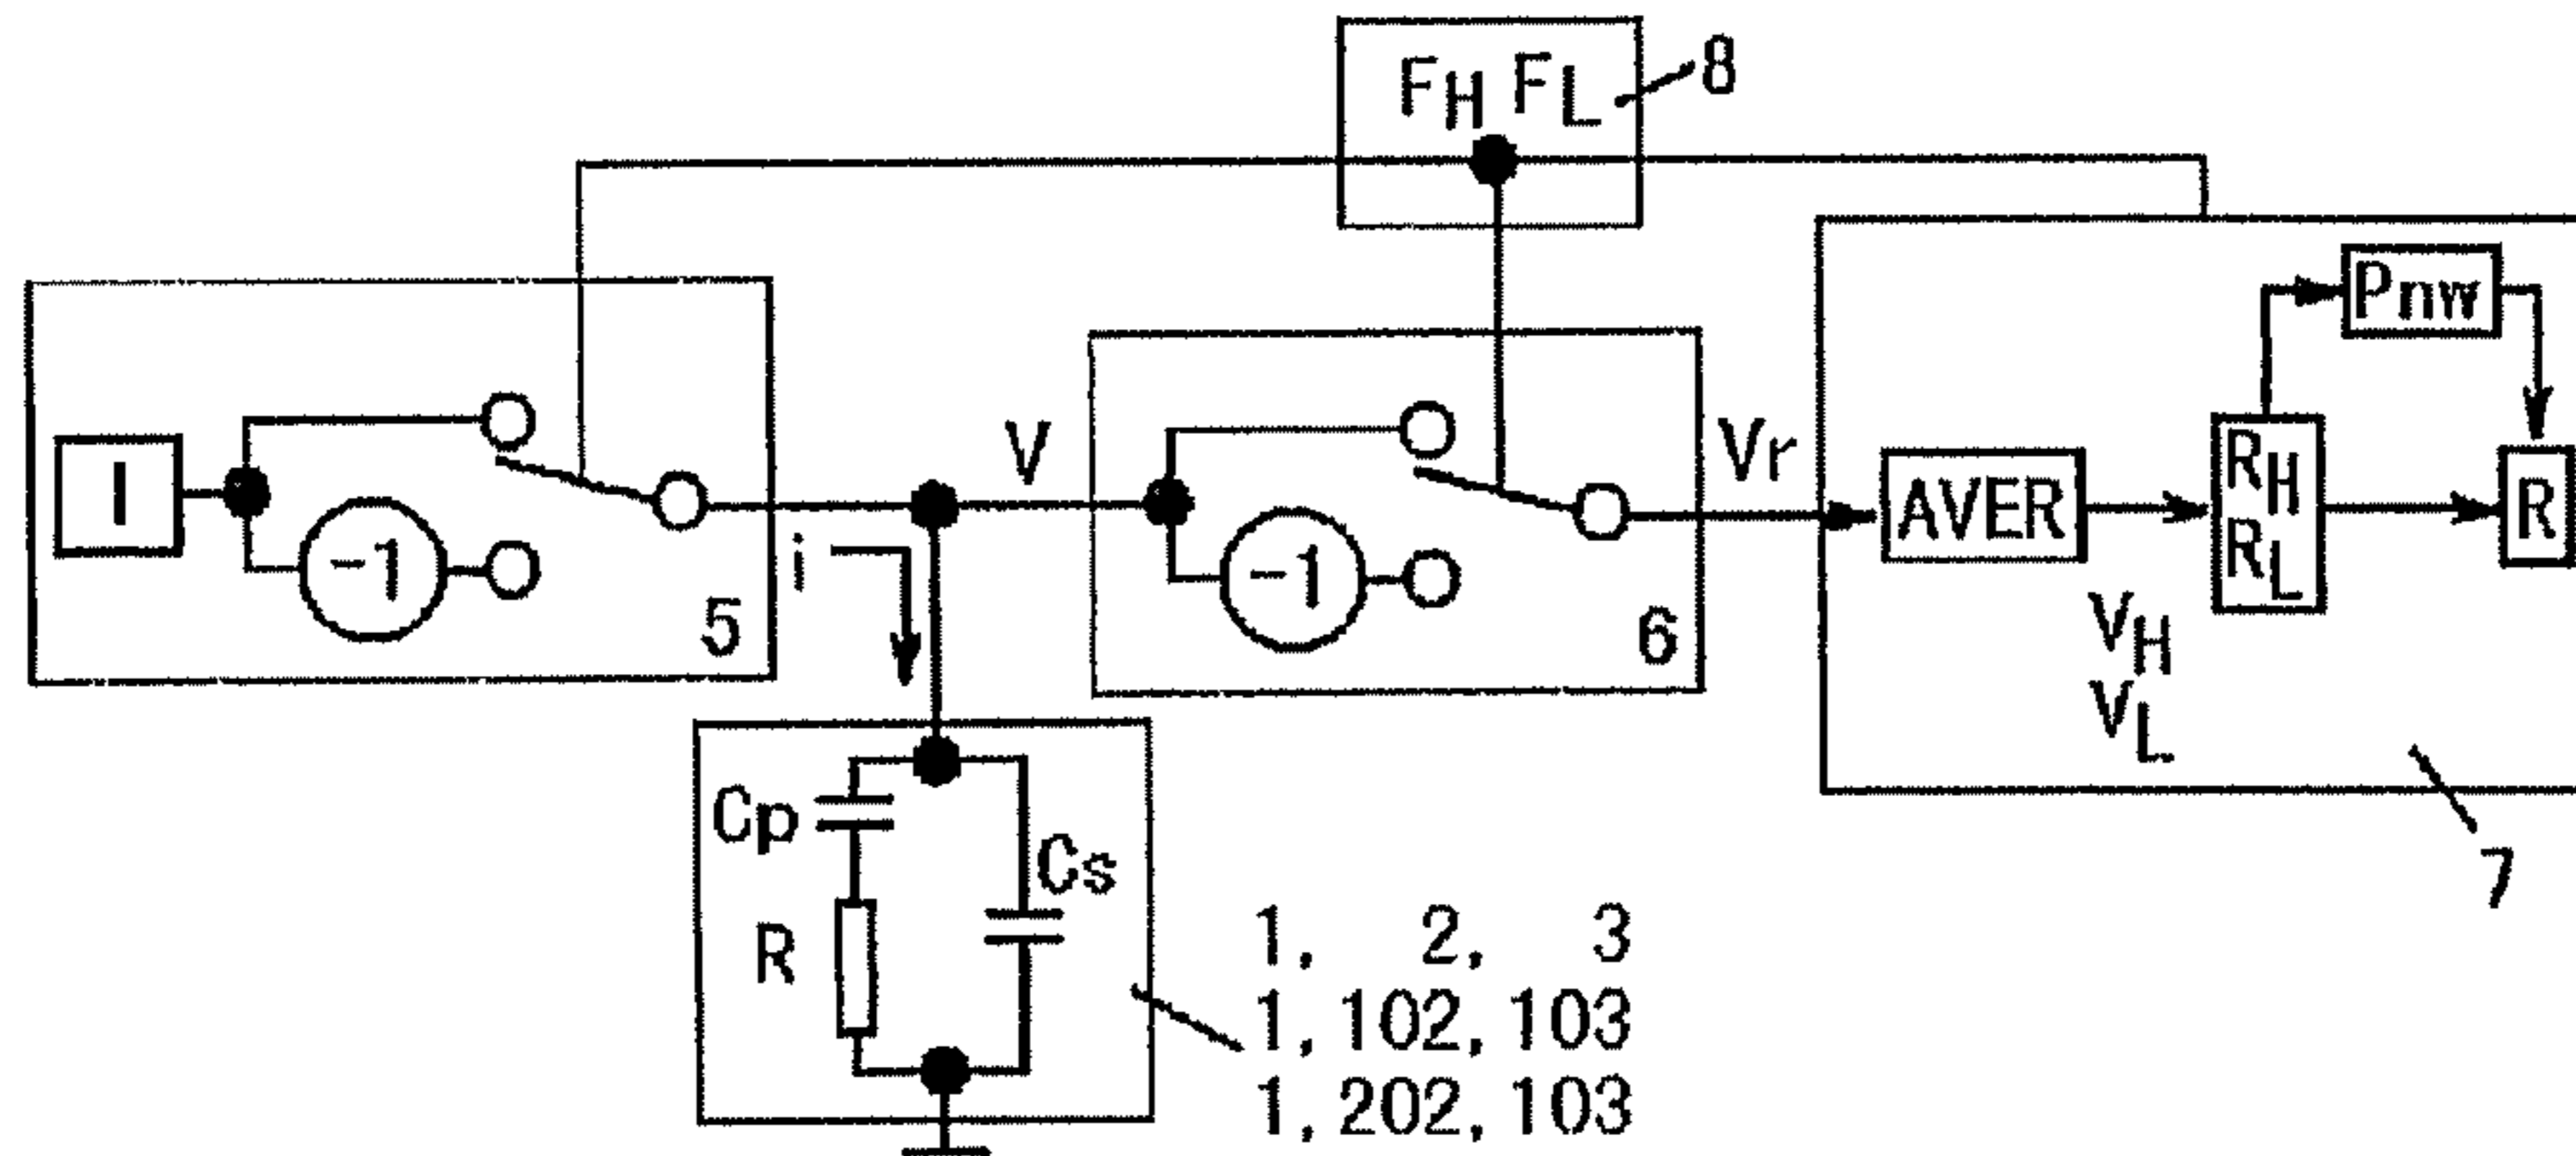 FH FL
8
I
-1
5
i
V
-1
6
Vr
AVER
VH
VL
RH
RL
Pnw
R
7
Cp
R
Cs
1, 2, 3
1, 102, 103
1, 202, 103